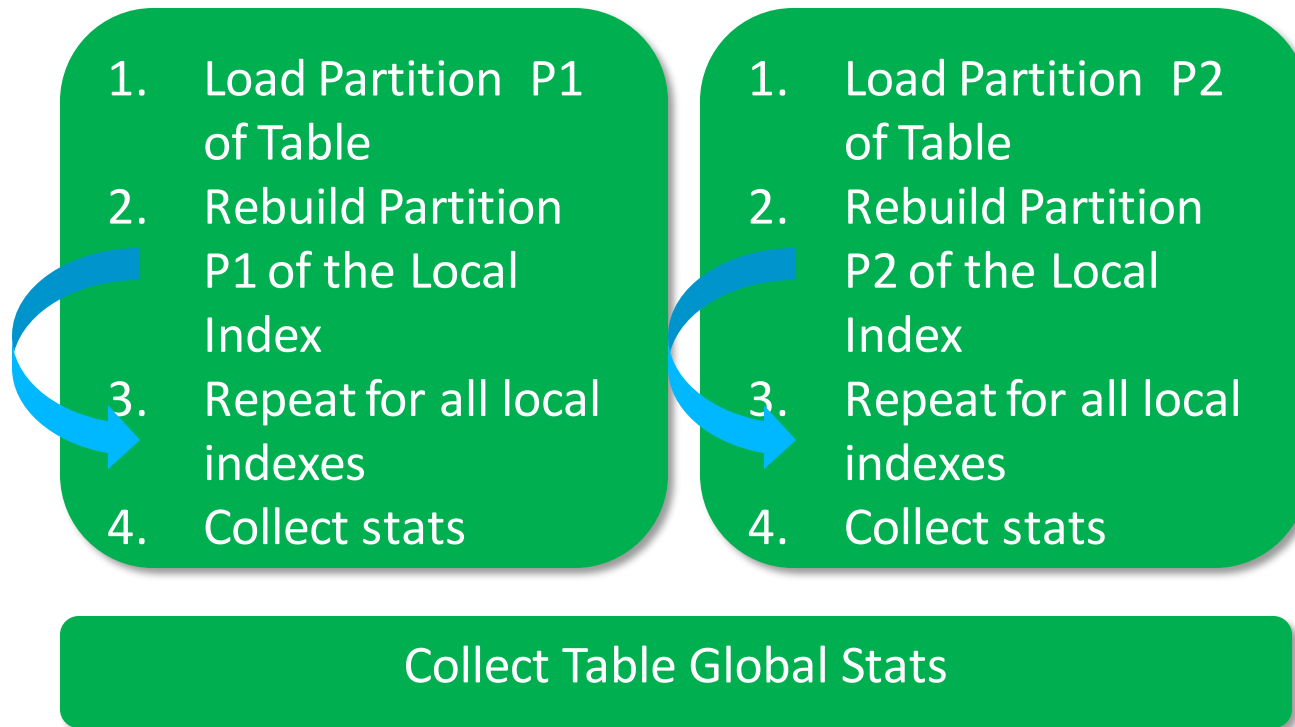 1. Load Partition P1
of Table
2. Rebuild Partition
P1 of the Local
Index
3. Repeat for all local
indexes
4. Collect stats
1. Load Partition P2
of Table
2. Rebuild Partition
P2 of the Local
Index
3. Repeat for all local
indexes
4. Collect stats
Collect Table Global Stats